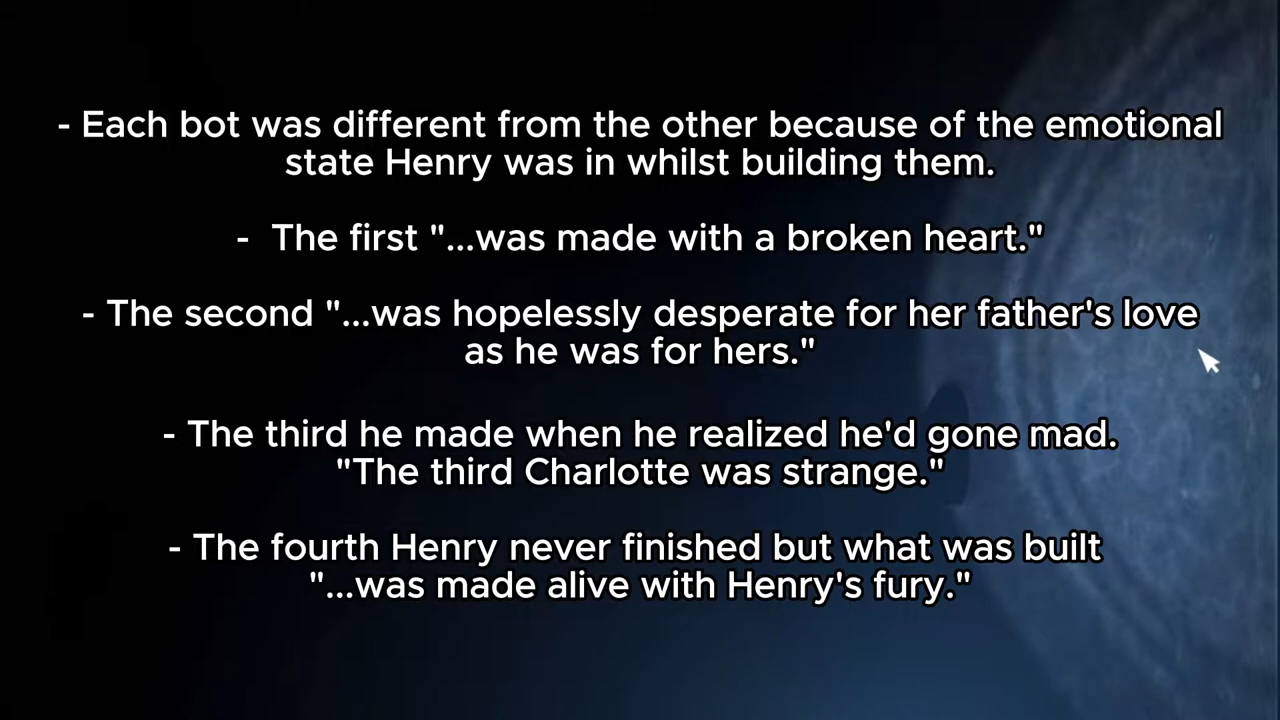 - Each bot was different from the other because of the emotional
state Henry was in whilst building them.
- The first "...was made with a broken heart."
- The second "...was hopelessly desperate for her father's love
as he was for hers."
- The third he made when he realized he'd gone mad.
"The third Charlotte was strange."
- The fourth Henry never finished but what was built
"...was made alive with Henry's fury."